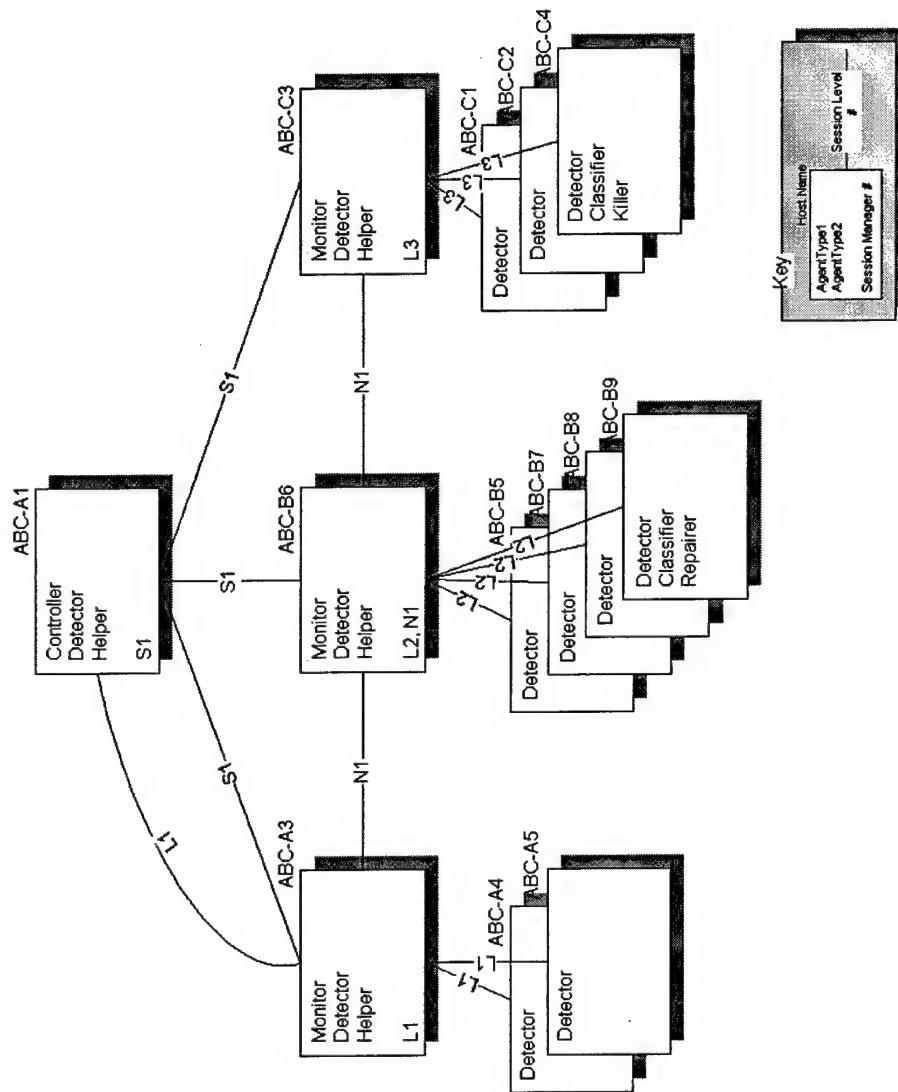 ABC-A1
Controller
Detector
Helper
S1
L1
S1
S1
S1
ABC-A3
Monitor
Detector
Helper
L1
N1
ABC-B6
Monitor
Detector
Helper
L2, N1
N1
ABC-C3
Monitor
Detector
Helper
L3
L1
L1
ABC-A4
ABC-A5
Detector
Detector
L2
L2
L2
L2
ABC-B5
ABC-B7
ABC-B8
ABC-B9
Detector
Detector
Detector
Detector
Classifier
Repairer
L3
L3
L3
ABC-C1
ABC-C2
ABC-C4
Detector
Detector
Detector
Classifier
Killer
Key
Host Name
AgentType1
AgentType2
Session Manager #
Session Level
#